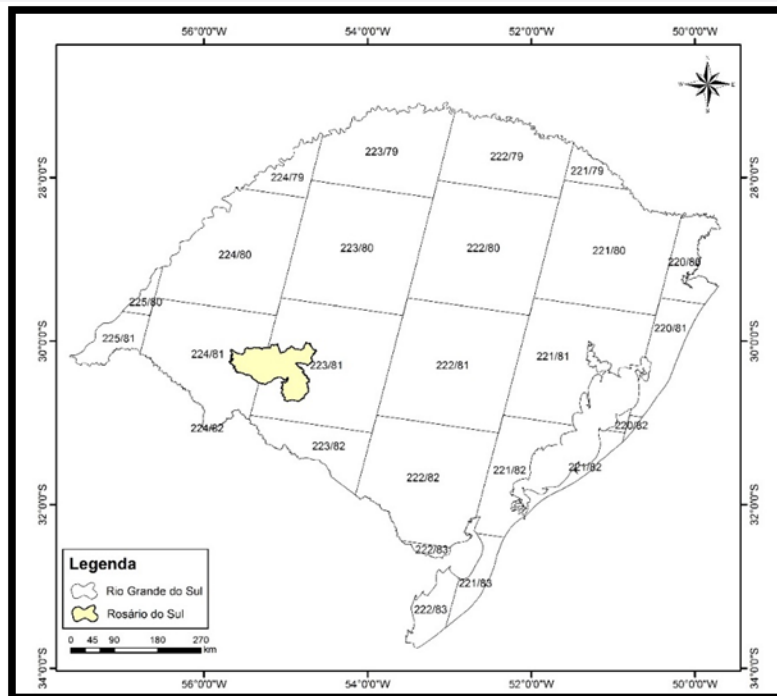 56°0'0"W 54°0'0"W 52°0'0"W 50°0'0"W
N
W E
S
28°0'0"S 28°0'0"S
223/79 222/79
224/79 221/79
224/80 223/80 222/80 221/80 220/80
225/80
220/81
30°0'0"S 30°0'0"S
225/81 224/81 223/81 222/81 221/81
224/82 223/82 220/82
222/82 221/82 221/82
32°0'0"S 32°0'0"S
222/83
221/83
222/83
Legenda
Rio Grande do Sul
Rosário do Sul
0 45 90 180 270
km
34°0'0"S 34°0'0"S
56°0'0"W 54°0'0"W 52°0'0"W 50°0'0"W